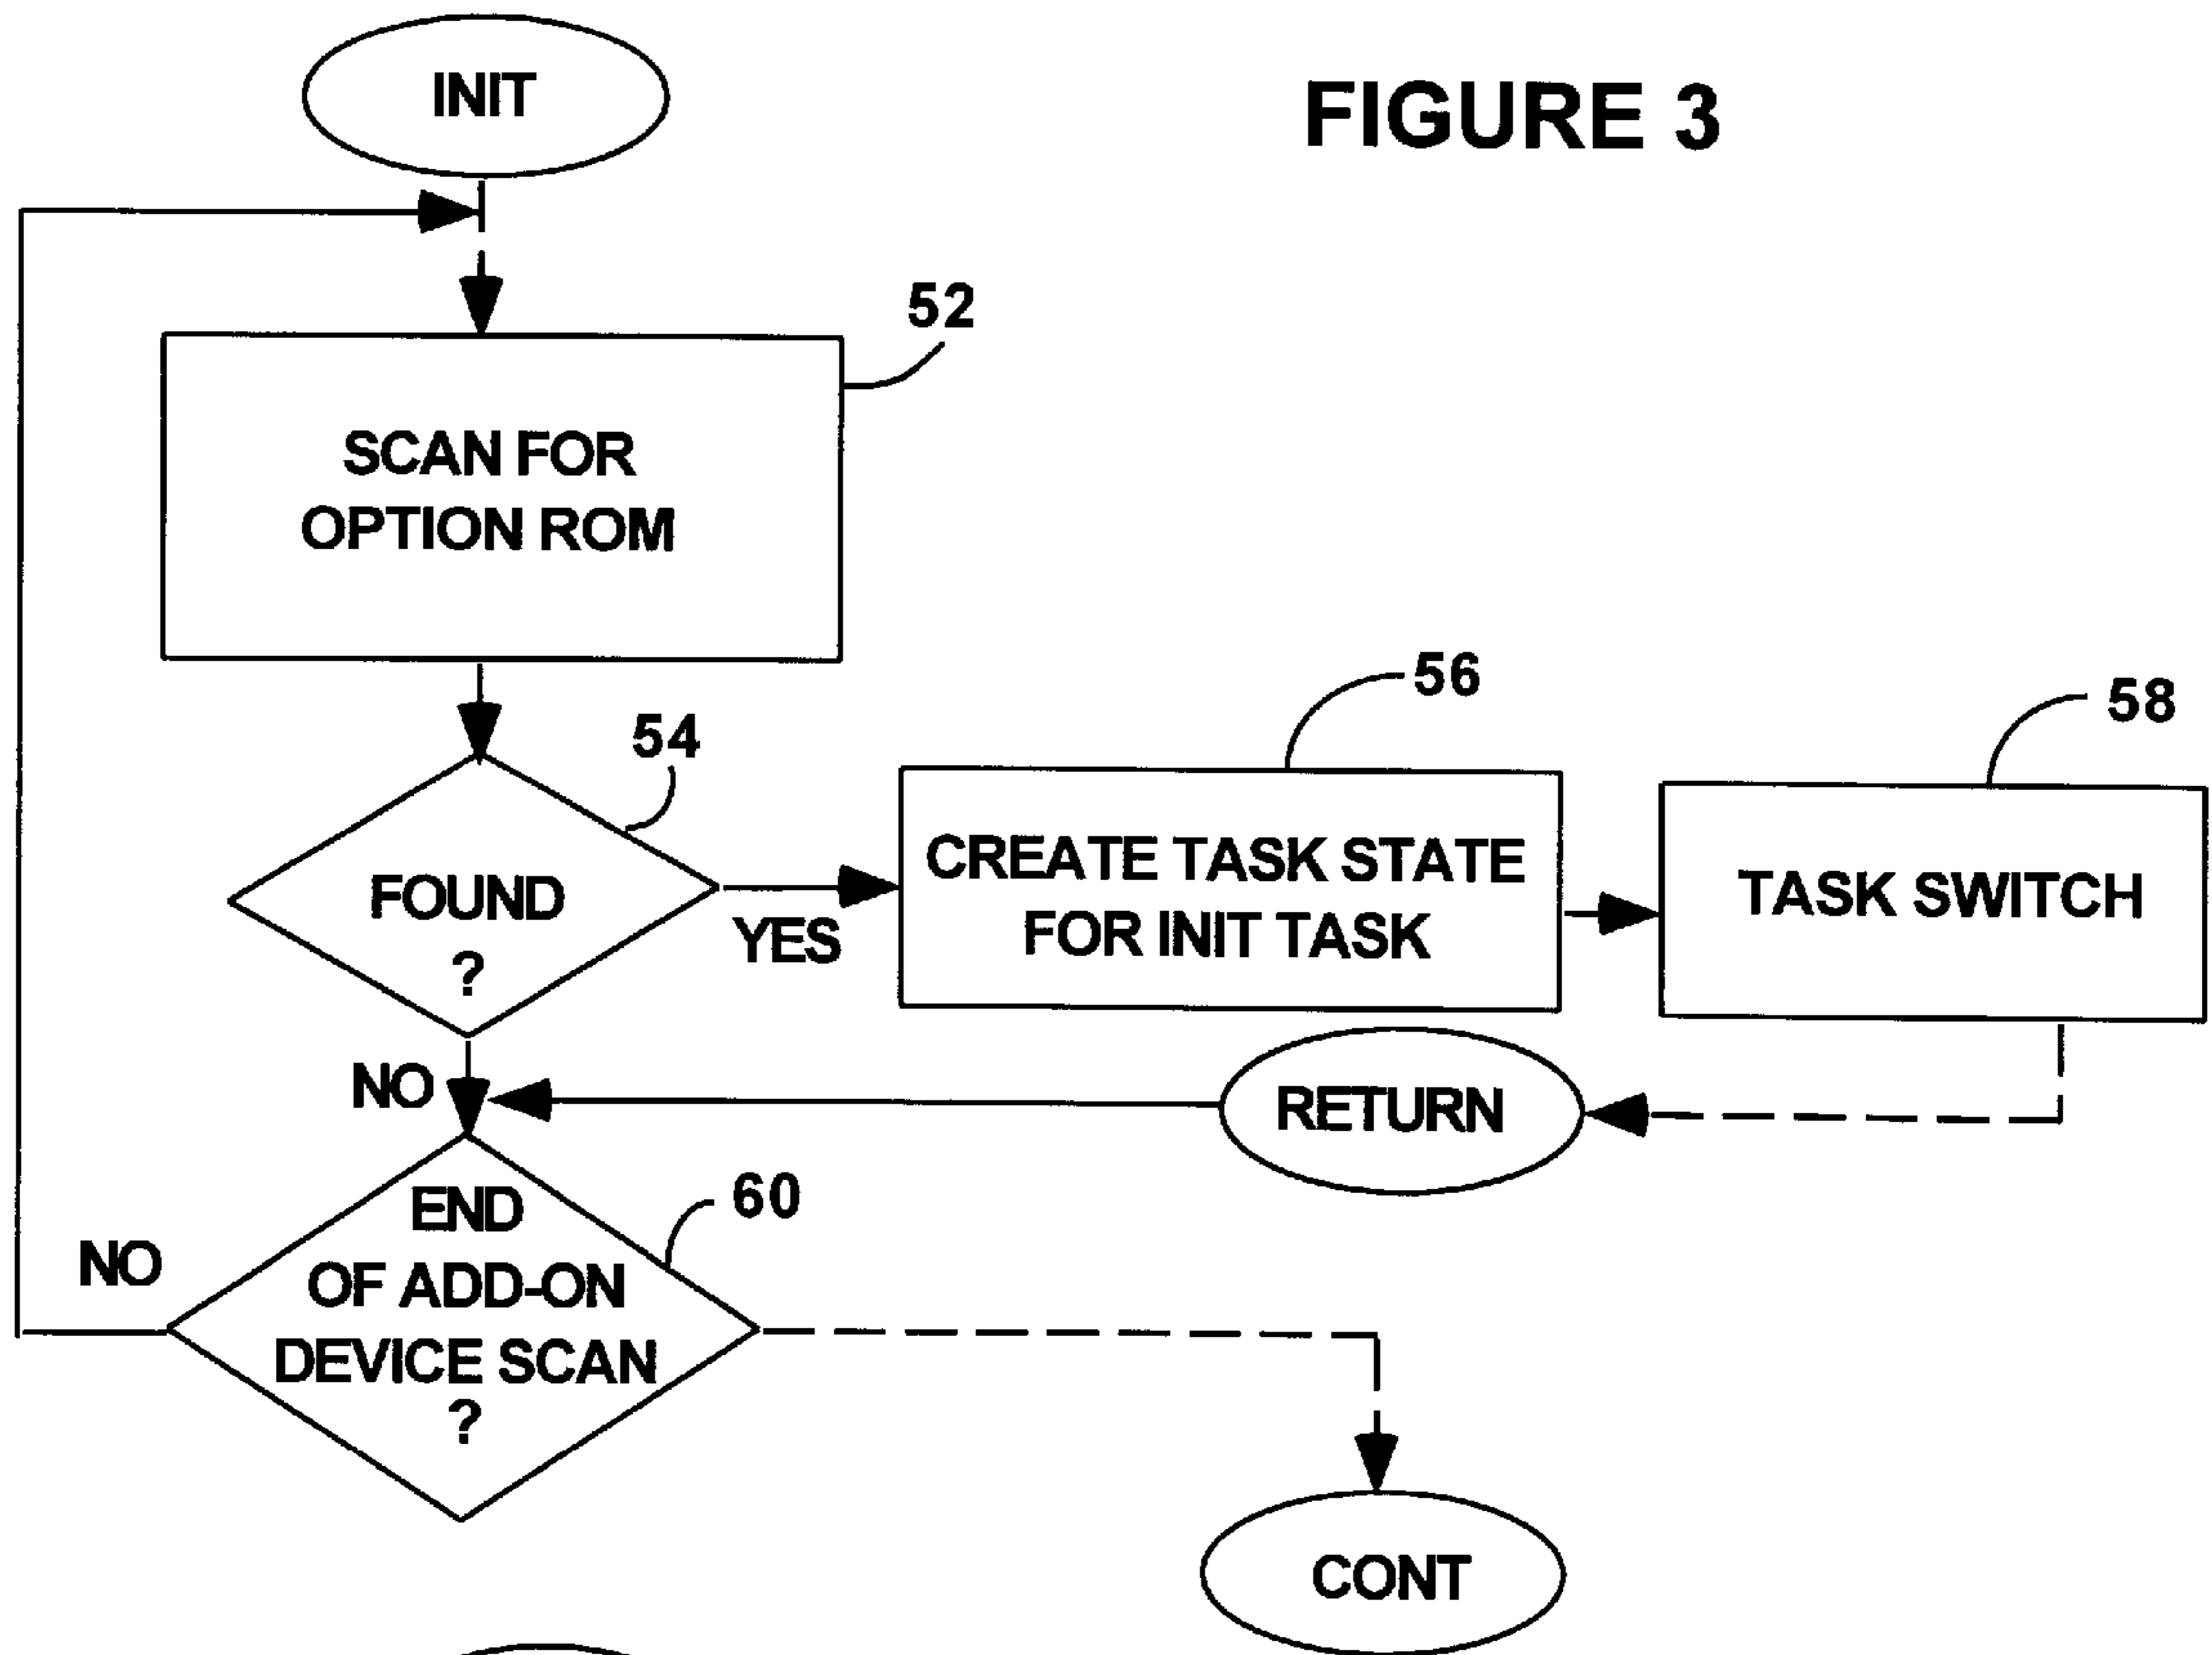 INIT
FIGURE 3
52
SCAN FOR
OPTION ROM
54
56
58
FOUND
?
YES
CREATE TASK STATE
FOR INIT TASK
TASK SWITCH
NO
RETURN
60
END
OF ADD-ON
DEVICE SCAN
?
NO
CONT